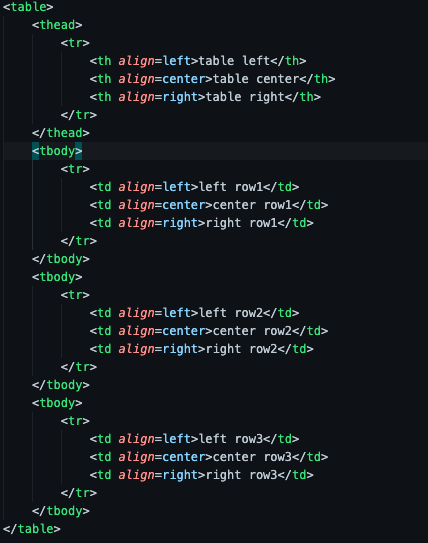 <table>
    <thead>
        <tr>
            <th align=left>table left</th>
            <th align=center>table center</th>
            <th align=right>table right</th>
        </tr>
    </thead>
    <tbody>
        <tr>
            <td align=left>left row1</td>
            <td align=center>center row1</td>
            <td align=right>right row1</td>
        </tr>
    </tbody>
    <tbody>
        <tr>
            <td align=left>left row2</td>
            <td align=center>center row2</td>
            <td align=right>right row2</td>
        </tr>
    </tbody>
    <tbody>
        <tr>
            <td align=left>left row3</td>
            <td align=center>center row3</td>
            <td align=right>right row3</td>
        </tr>
    </tbody>
</table>